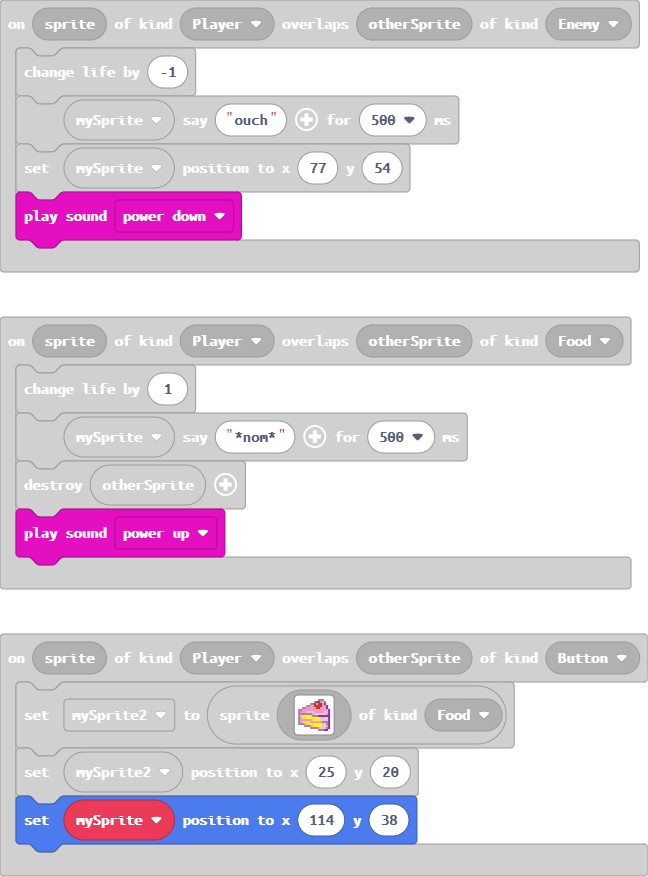 on sprite of kind Player overlaps otherSprite of kind Enemy
change life by -1
mySprite say "ouch" for 500 ms
set mySprite position to x 77 y 54
play sound power down
on sprite of kind Player overlaps otherSprite of kind Food
change life by 1
mySprite say "*nom*" for 500 ms
destroy otherSprite
play sound power up
on sprite of kind Player overlaps otherSprite of kind Button
set mySprite2 to sprite of kind Food
set mySprite2 position to x 25 y 20
set mySprite position to x 114 y 38